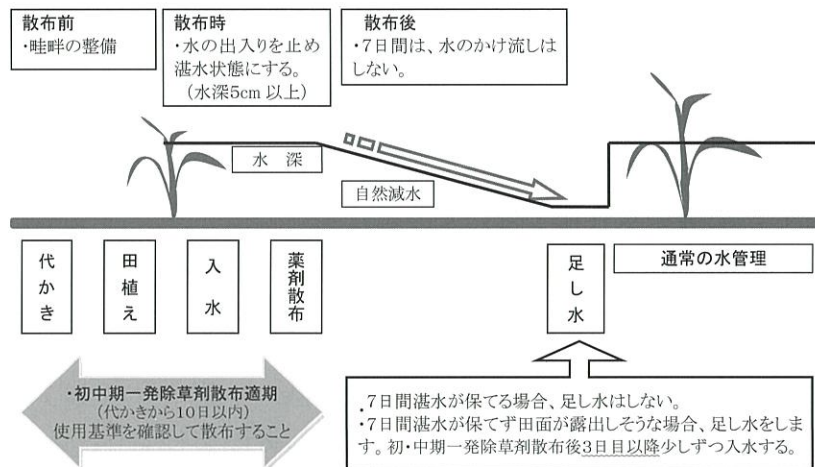 散布前
・畦畔の整備
散布時
・水の出入りを止め
湛水状態にする。
（水深5cm 以上）
散布後
・7日間は、水のかけ流しは
しない。
水 深
自然減水
代かき
田植え
入水
薬剤散布
足し水
通常の水管理
・初中期一発除草剤散布適期
（代かきから10日以内）
使用基準を確認して散布すること
・7日間湛水が保てる場合、足し水はしない。
・7日間湛水が保てず田面が露出しそうな場合、足し水をしま
す。初・中期一発除草剤散布後3日目以降少しずつ入水する。